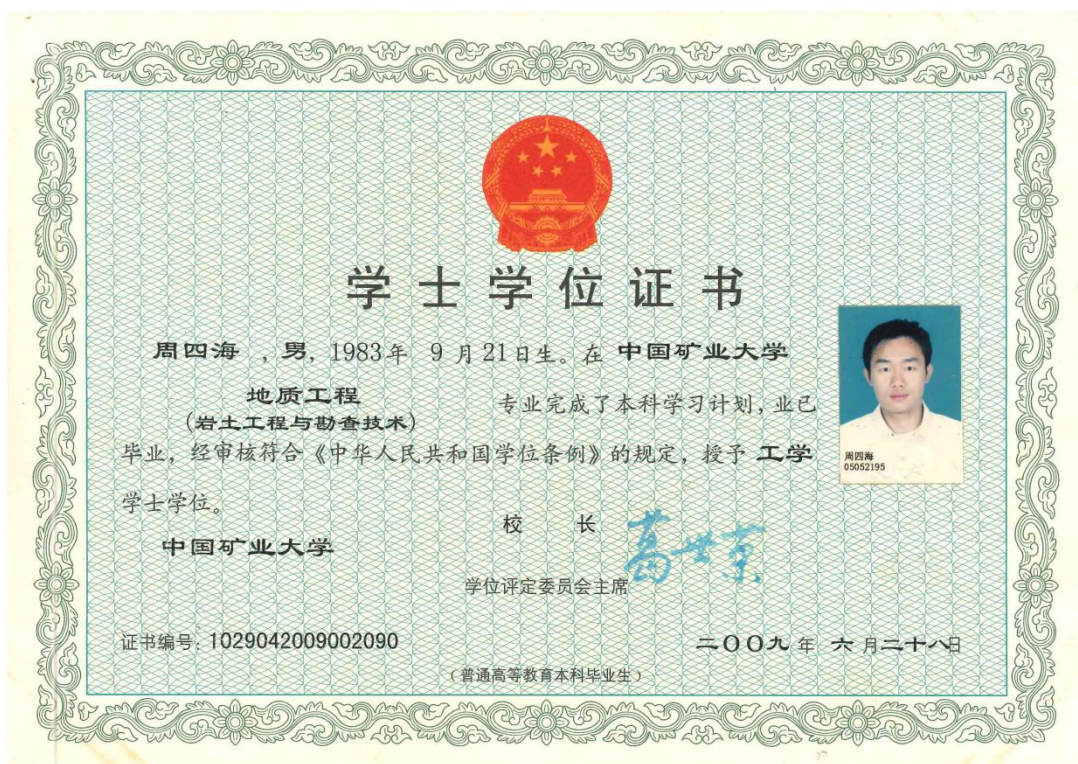 学士学位证书
周四海 ，男，1983年 9月21日生。在 中国矿业大学
地质工程
（岩土工程与勘查技术）
专业完成了本科学习计划，业已
毕业，经审核符合《中华人民共和国学位条例》的规定，授予 工学
学士学位。
周四海
05052195
中国矿业大学
校 长 葛世荣
学位评定委员会主席
证书编号：1029042009002090
二〇〇九 年 六 月二十八日
（普通高等教育本科毕业生）